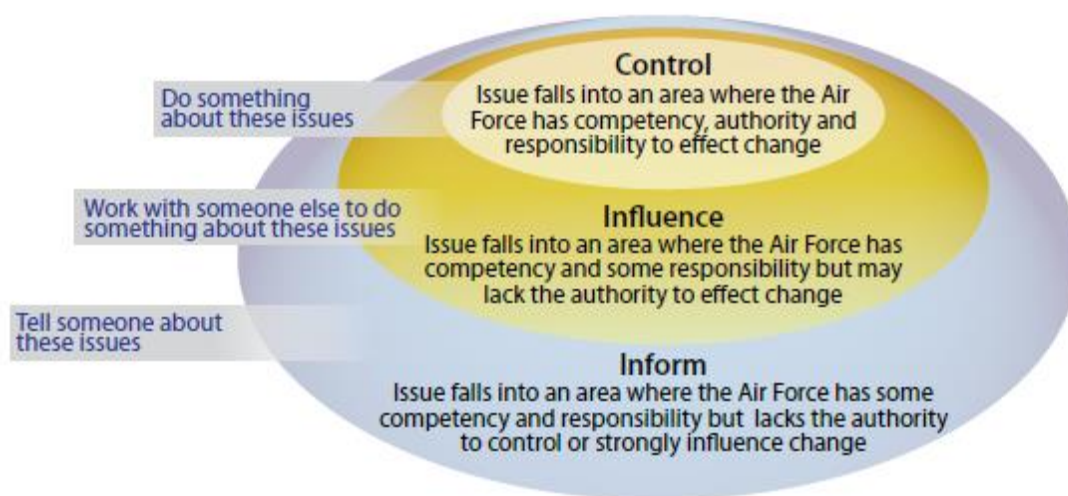 Control
Issue falls into an area where the Air
Force has competency, authority and
responsibility to effect change
Do something
about these issues
Influence
Issue falls into an area where the Air Force has
competency and some responsibility but may
lack the authority to effect change
Work with someone else to do
something about these issues
Inform
Issue falls into an area where the Air Force has some
competency and responsibility but lacks the authority
to control or strongly influence change
Tell someone about
these issues